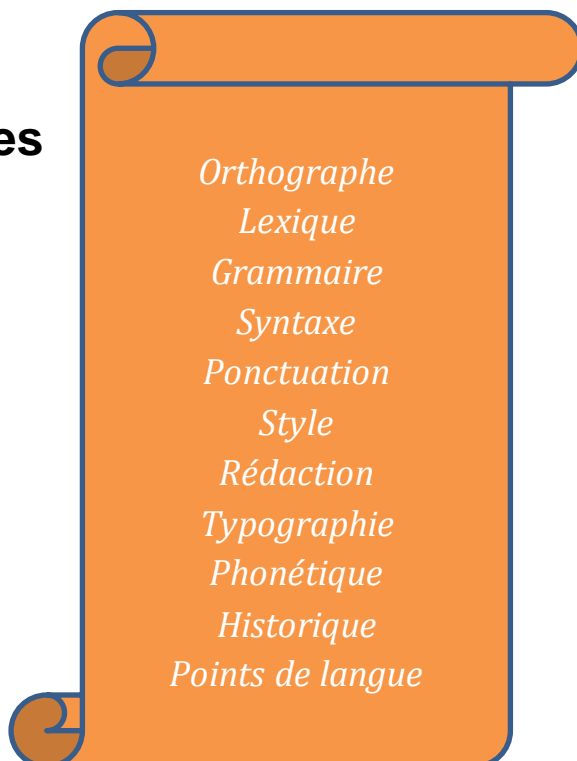 es
Orthographe
Lexique
Grammaire
Syntaxe
Ponctuation
Style
Rédaction
Typographie
Phonétique
Historique
Points de langue